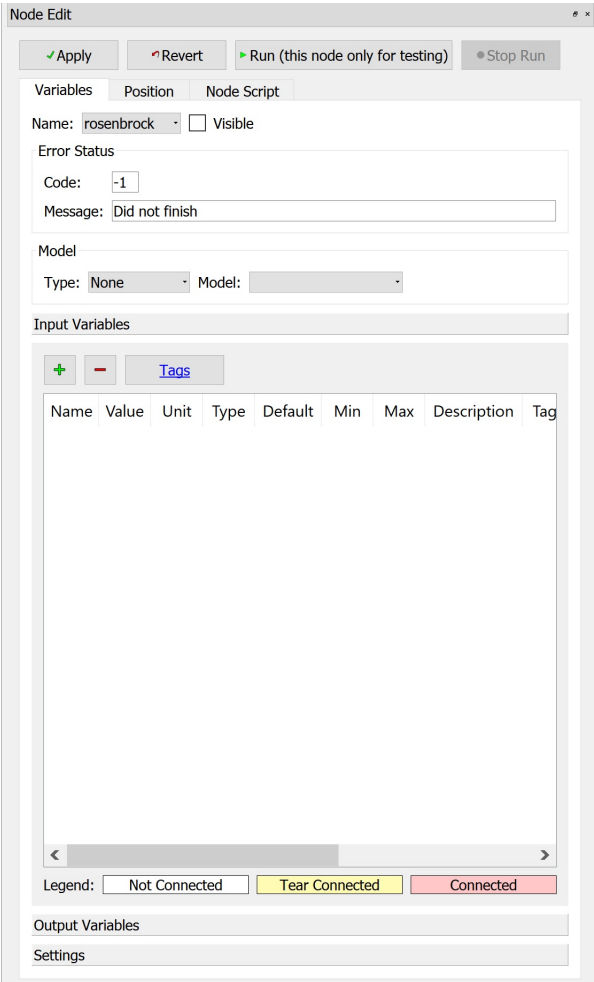 Node Edit
Apply Revert Run (this node only for testing) Stop Run
Variables Position Node Script
Name: rosenbrock Visible
Error Status
Code: -1
Message: Did not finish
Model
Type: None Model:
Input Variables
Tags
Name Value Unit Type Default Min Max Description Tag
Legend: Not Connected Tear Connected Connected
Output Variables
Settings